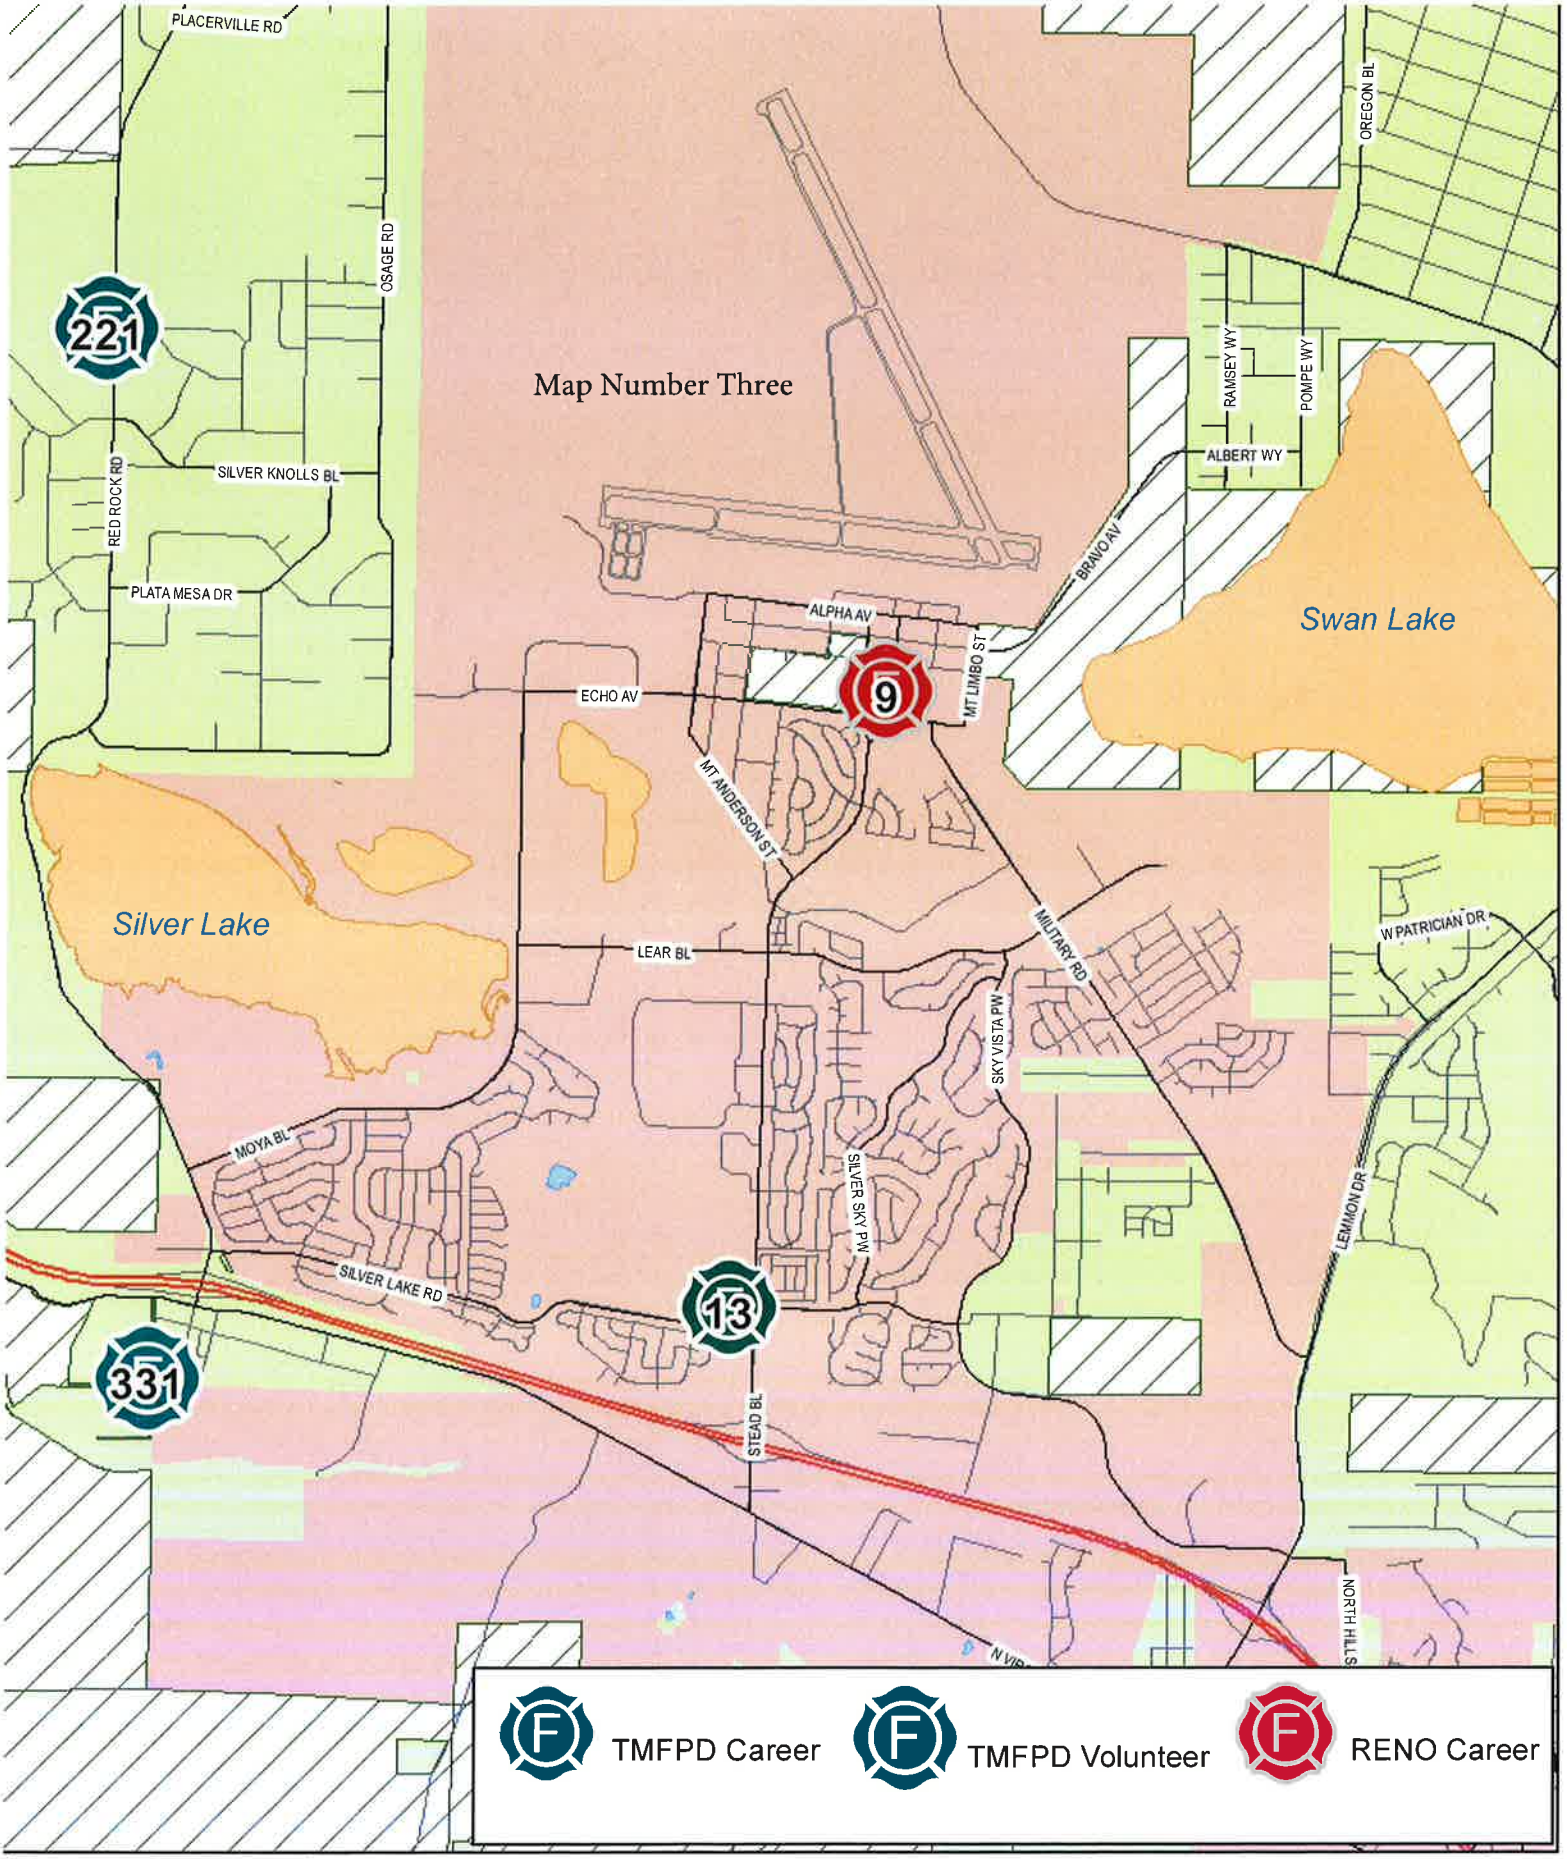 PLACERVILLE RD
OREGON BL
OSAGE RD
221
RAMSEY WY
POMPE WY
Map Number Three
ALBERT WY
SILVER KNOLLS BL
RED ROCK RD
BRAVO AV
PLATA MESA DR
ALPHA AV
Swan Lake
MT LIMBO ST
9
ECHO AV
MT ANDERSON ST
Silver Lake
W PATRICIAN DR
MILITARY RD
LEAR BL
SKY VISTA PW
MOYA BL
SILVER SKY PW
LEMMON DR
SILVER LAKE RD
13
331
STEAD BL
NORTH HILLS
N VIR
F TMFPD Career
F TMFPD Volunteer
F RENO Career